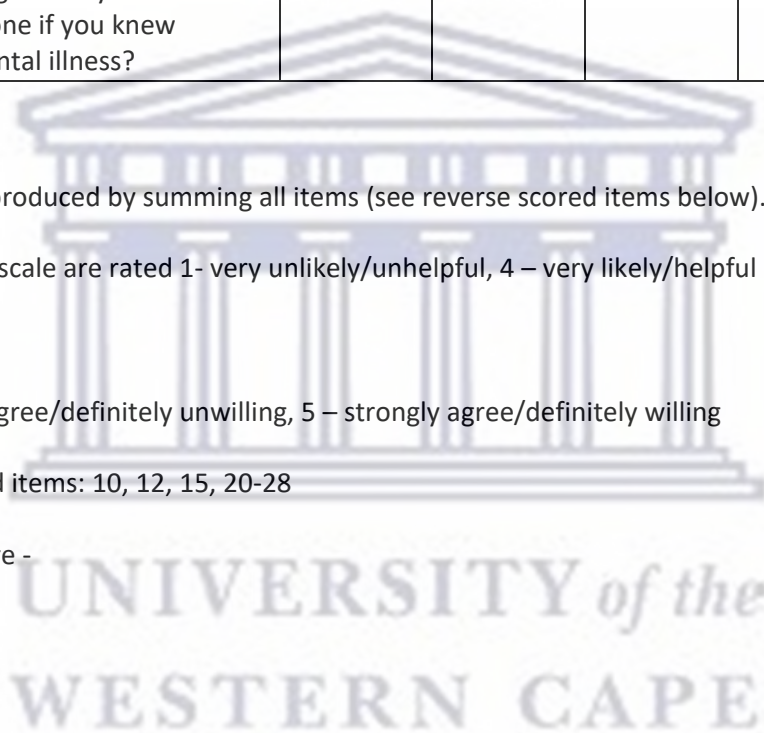 one if you knew
ntal illness?
produced by summing all items (see reverse scored items below).
scale are rated 1- very unlikely/unhelpful, 4 – very likely/helpful
gree/definitely unwilling, 5 – strongly agree/definitely willing
d items: 10, 12, 15, 20-28
re -
UNIVERSITY of the
WESTERN CAPE